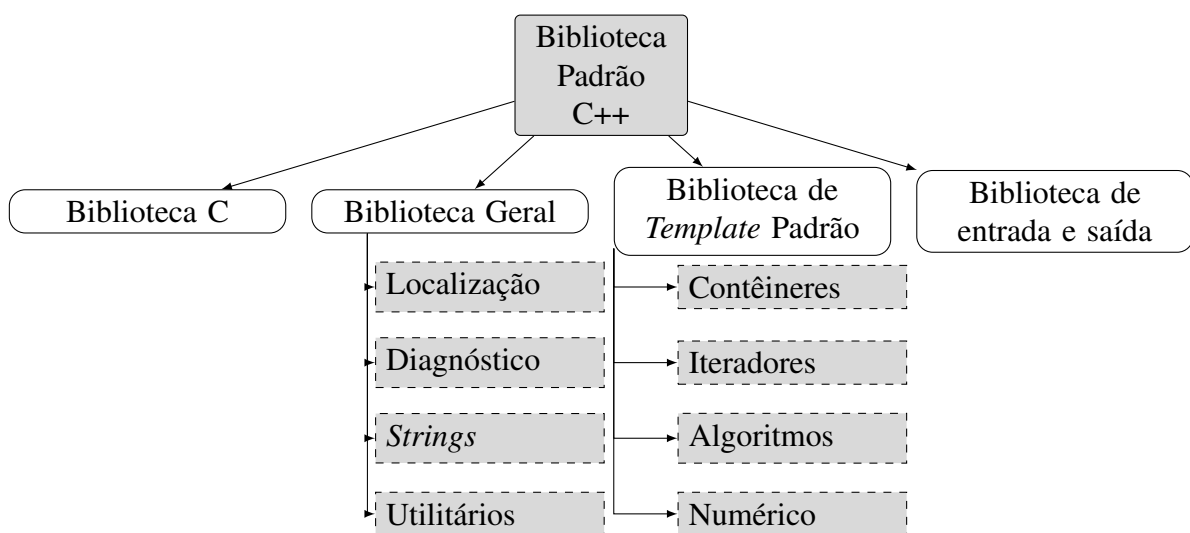 Biblioteca
Padrão
C++
Biblioteca C
Biblioteca Geral
Biblioteca de
Template Padrão
Biblioteca de
entrada e saída
Localização
Diagnóstico
Strings
Utilitários
Contêineres
Iteradores
Algoritmos
Numérico